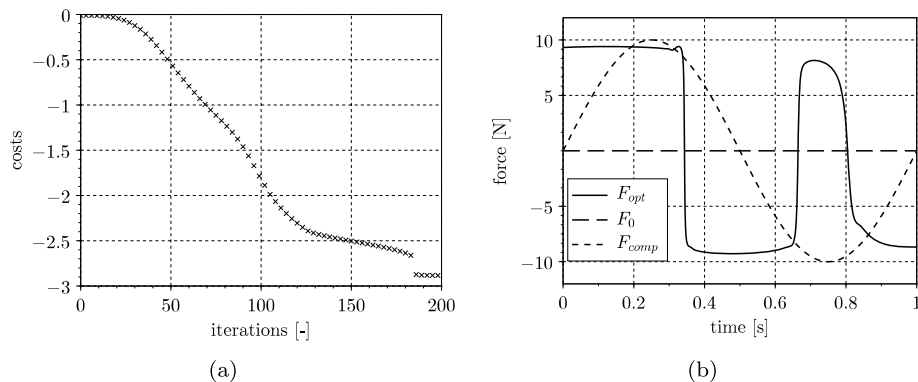 0
−0.5
−1
−1.5
−2
−2.5
−3
costs
0 50 100 150 200
iterations [-]
(a)
10
5
0
−5
−10
force [N]
F_opt
F_0
F_comp
0 0.2 0.4 0.6 0.8 1
time [s]
(b)